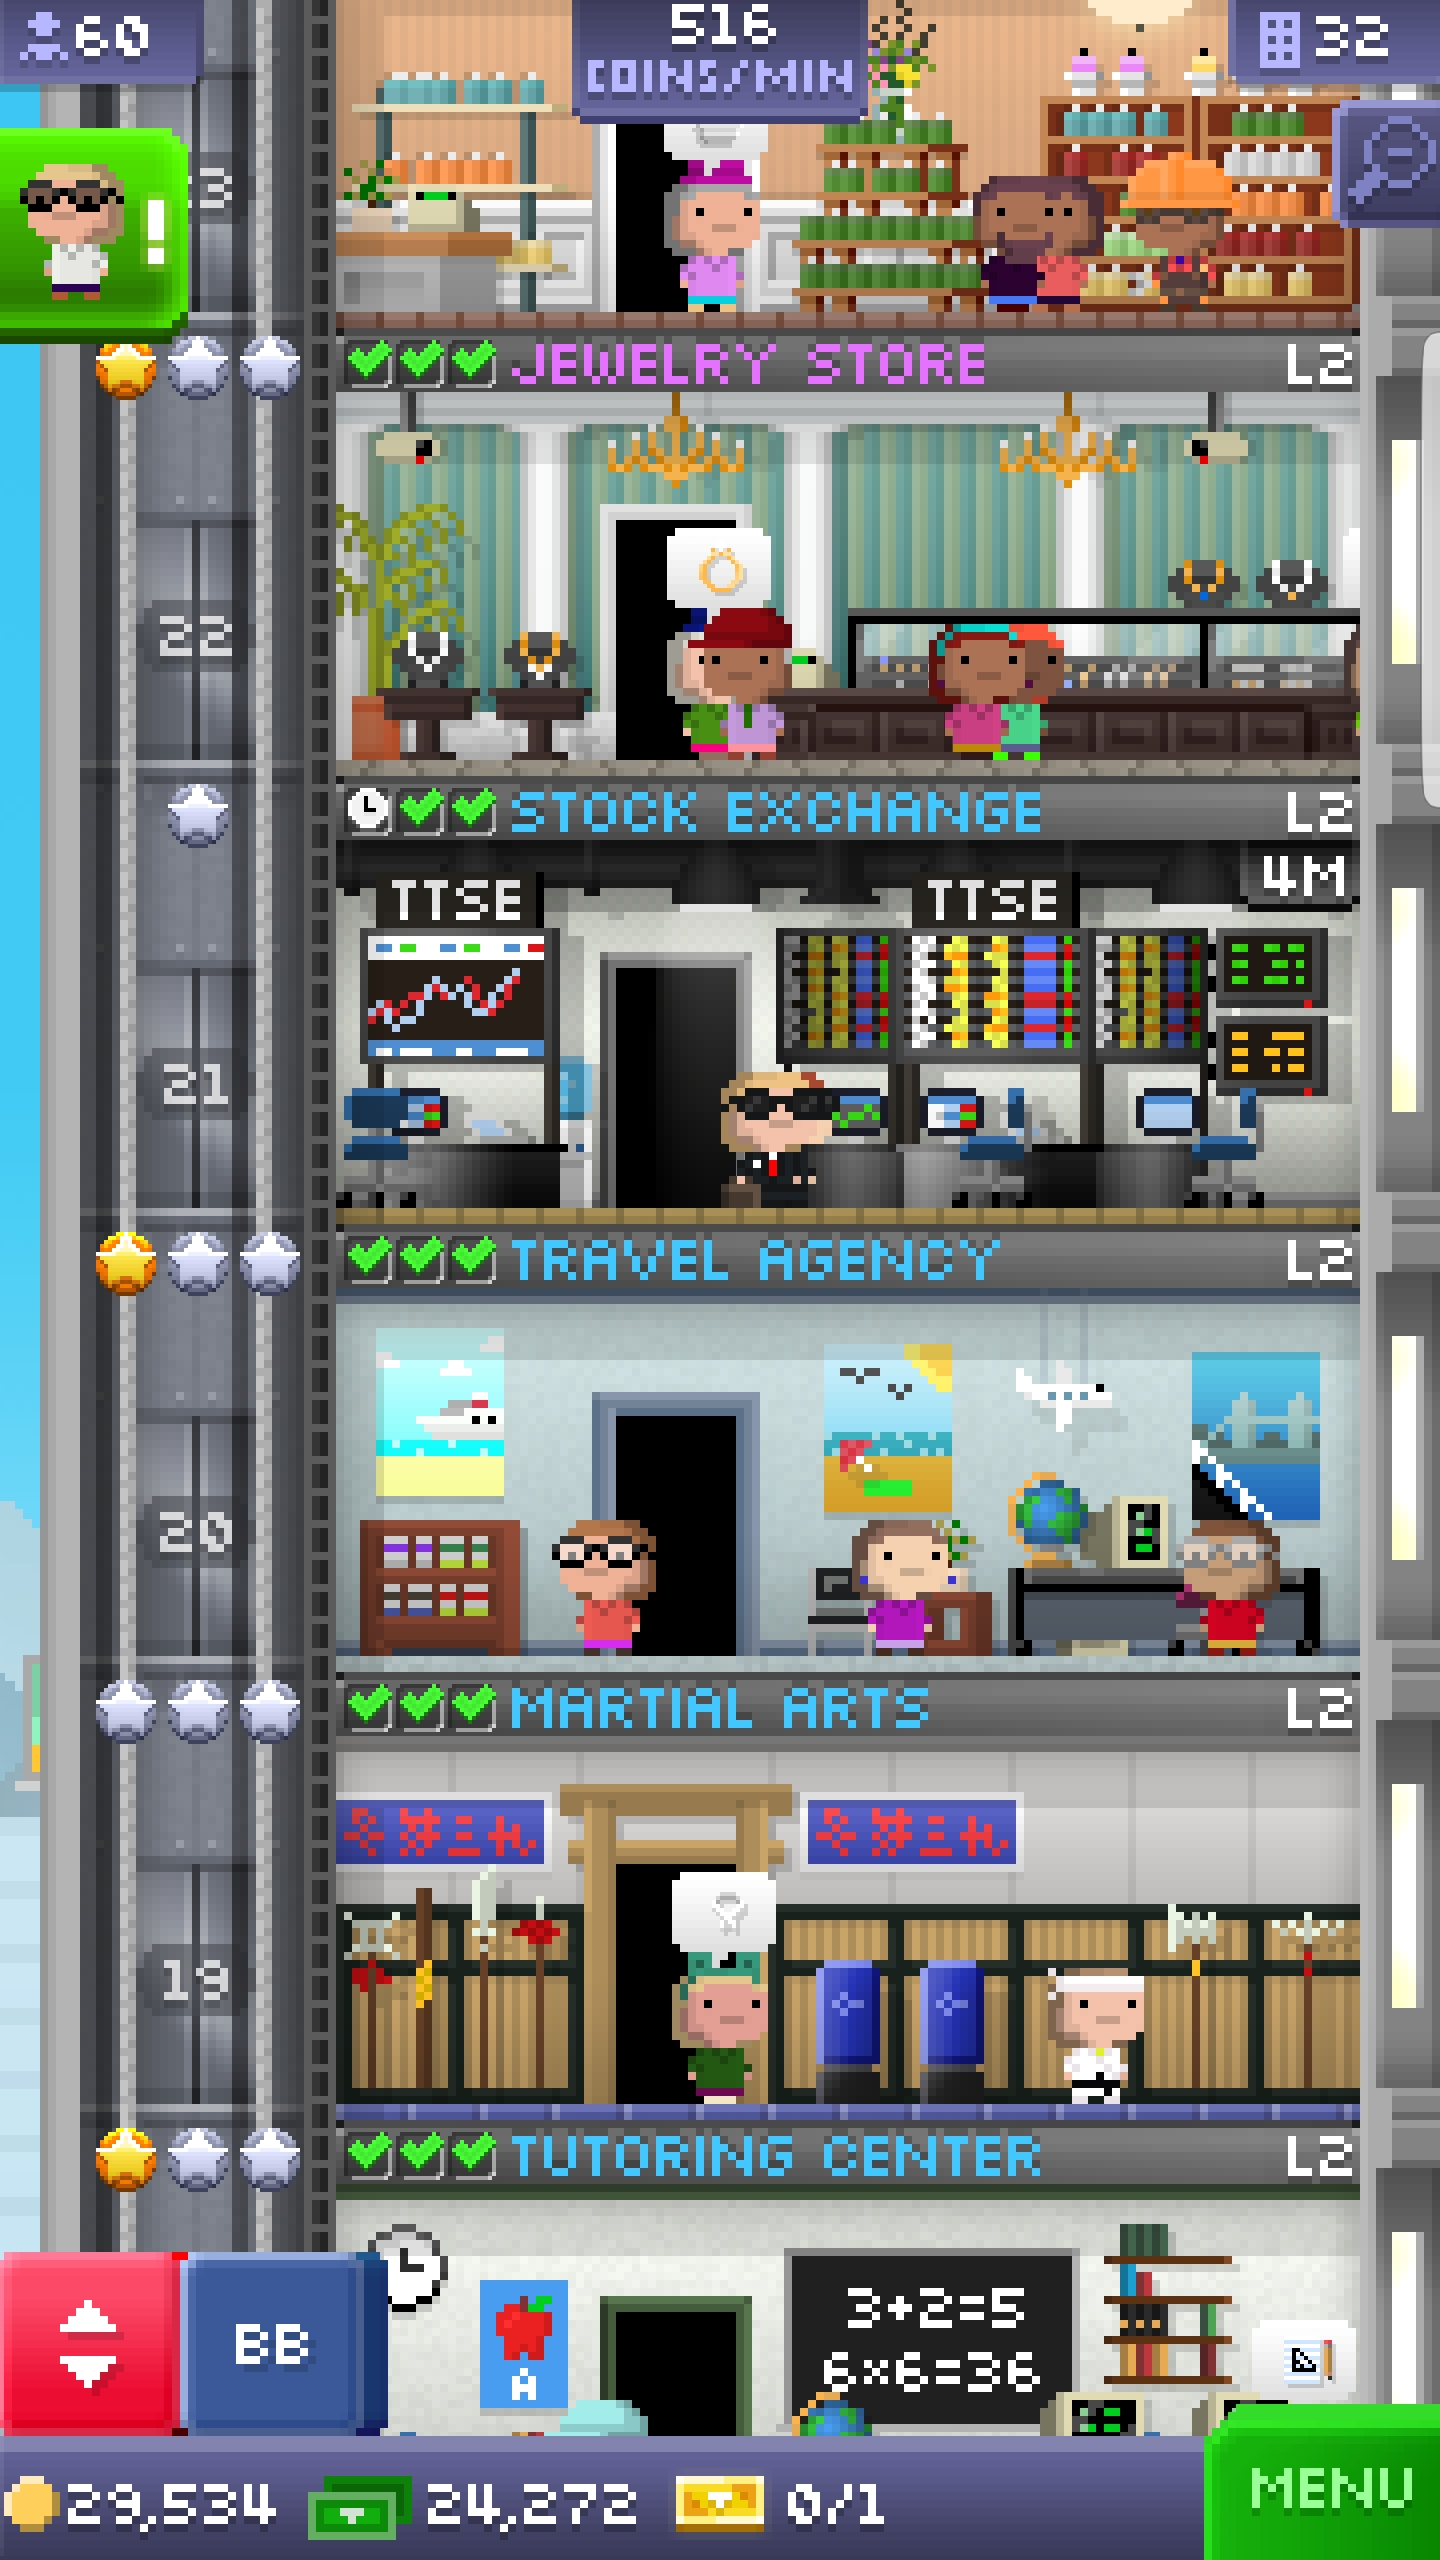 60
516
COINS/MIN
32
!
JEWELRY STORE L2
22
STOCK EXCHANGE L2
4M
TTSE TTSE
21
TRAVEL AGENCY L2
20
MARTIAL ARTS L2
19
TUTORING CENTER L2
3+2=5
6×6=36
A
BB
MENU
29,534 24,272 0/1